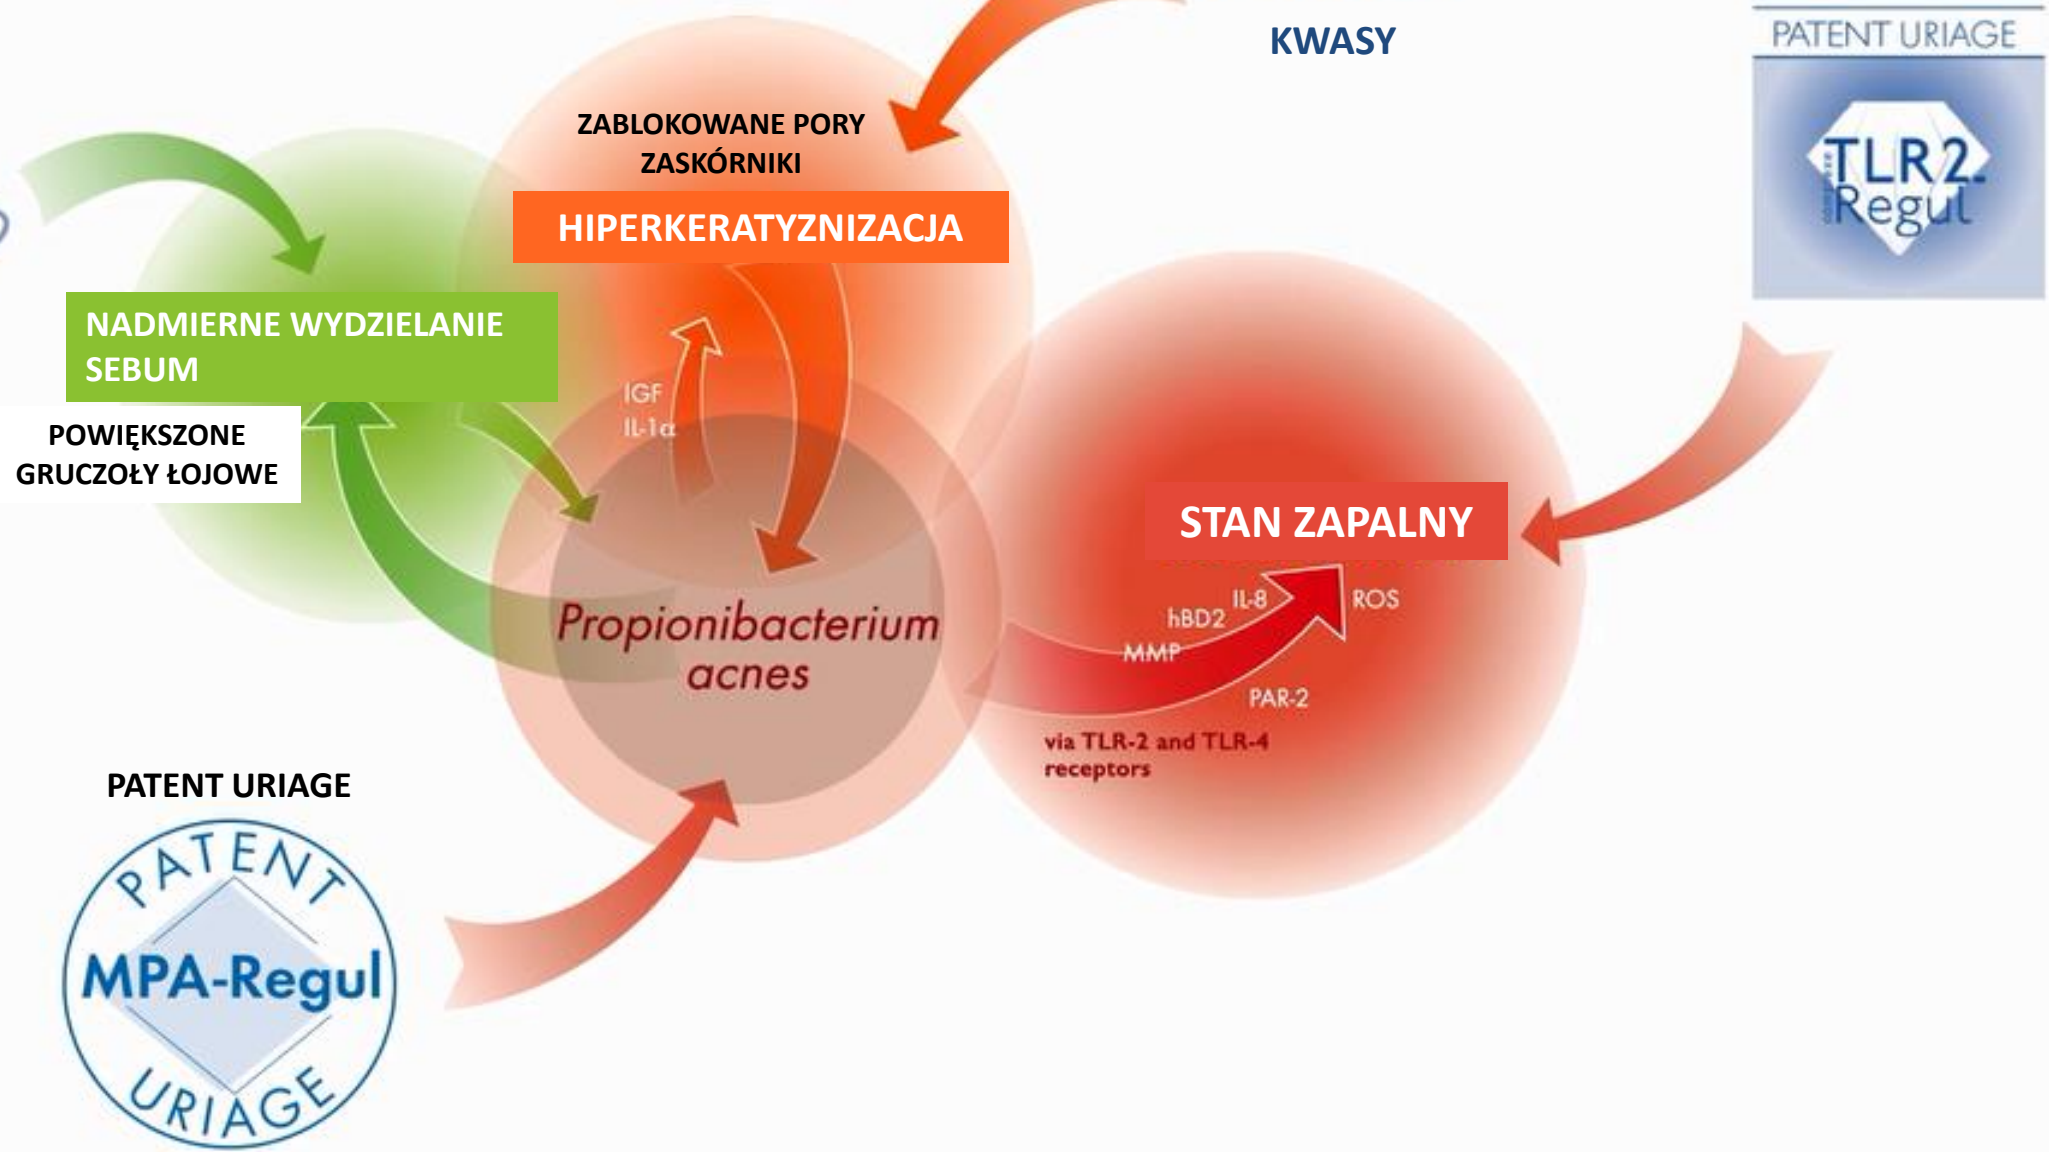 KWASY
PATENT URIAGE
complexe
TLR2
Regul
ZABLOKOWANE PORY
ZASKÓRNIKI
HIPERKERATYZNIZACJA
NADMIERNE WYDZIELANIE
SEBUM
POWIĘKSZONE
GRUCZOŁY ŁOJOWE
IGF
IL-1α
STAN ZAPALNY
IL-8
ROS
hBD2
MMP
PAR-2
Propionibacterium
acnes
via TLR-2 and TLR-4
receptors
PATENT URIAGE
PATENT
MPA-Regul
URIAGE